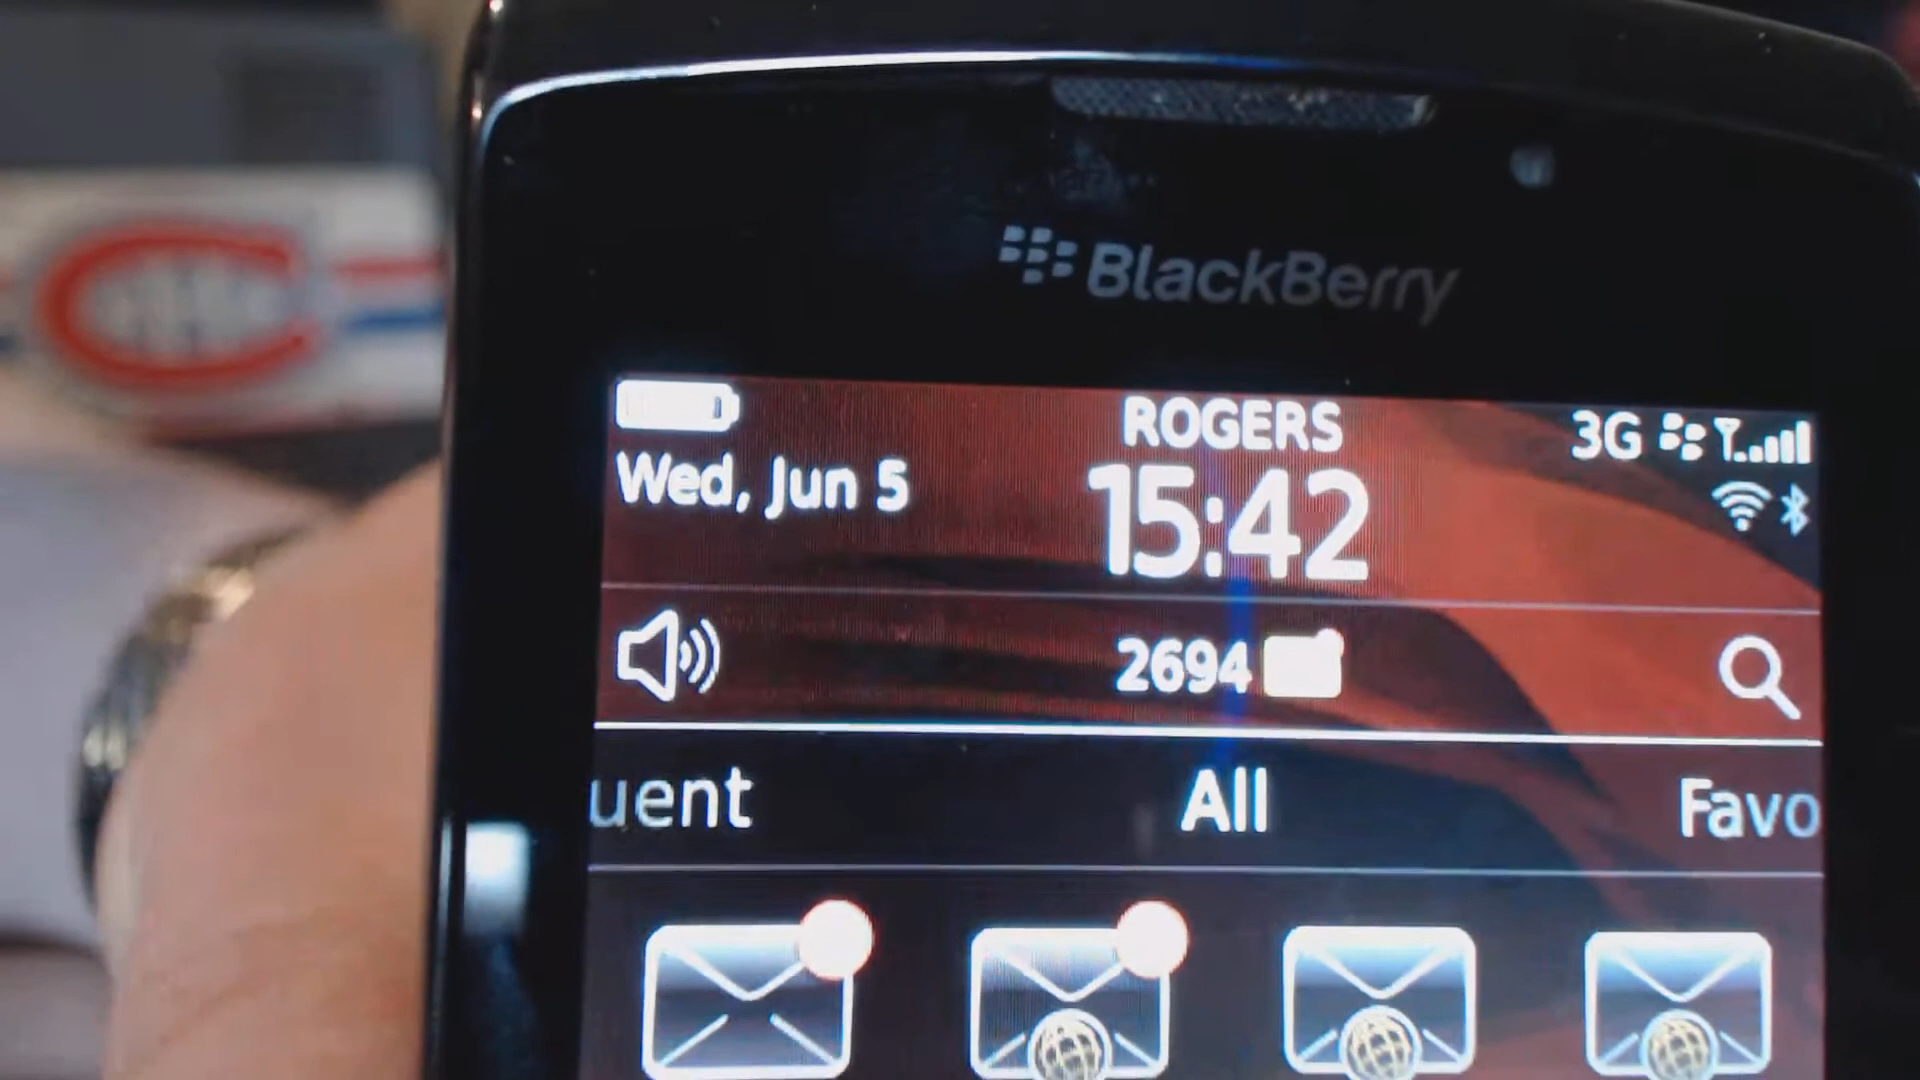 BlackBerry
ROGERS
3G
Wed, Jun 5
15:42
2694
uent
All
Favo